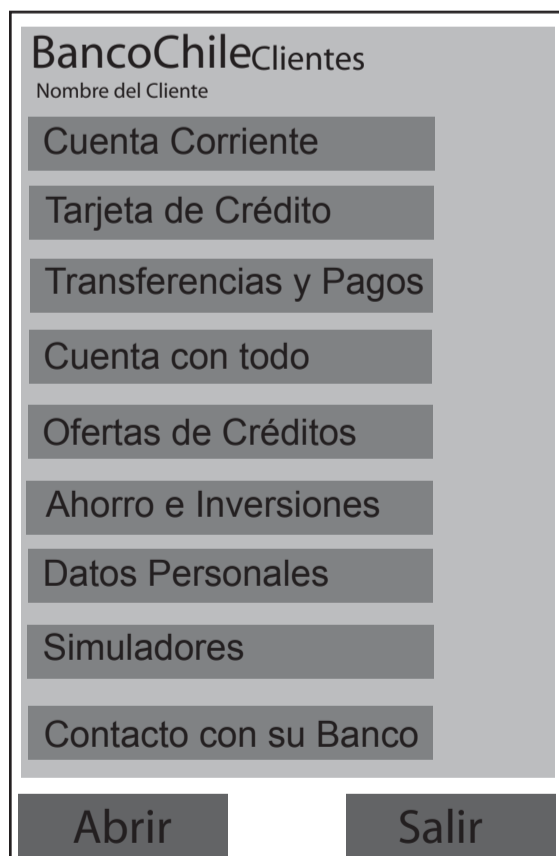 BancoChileClientes
Nombre del Cliente
Cuenta Corriente
Tarjeta de Crédito
Transferencias y Pagos
Cuenta con todo
Ofertas de Créditos
Ahorro e Inversiones
Datos Personales
Simuladores
Contacto con su Banco
Abrir Salir